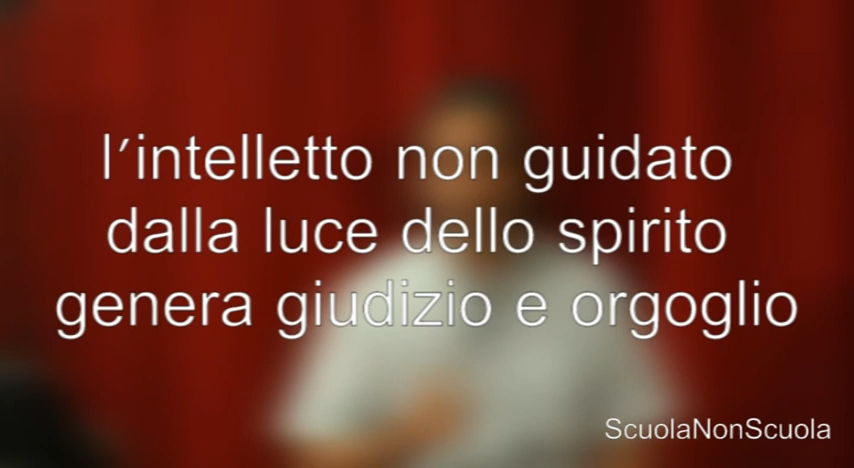 l'intelletto non guidato
dalla luce dello spirito
genera giudizio e orgoglio
ScuolaNonScuola